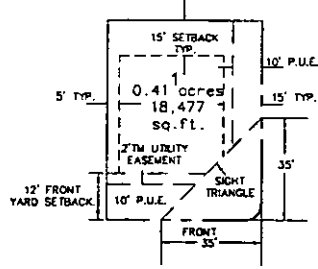 15' SETBACK
TYP.
10' P.U.E.
1
0.41 acres
18,477
sq.ft.
5' TYP.
15' TYP.
2'TM UTILITY
EASEMENT
12' FRONT
YARD SETBACK
10' P.U.E.
SIGHT
TRIANGLE
35'
FRONT
35'